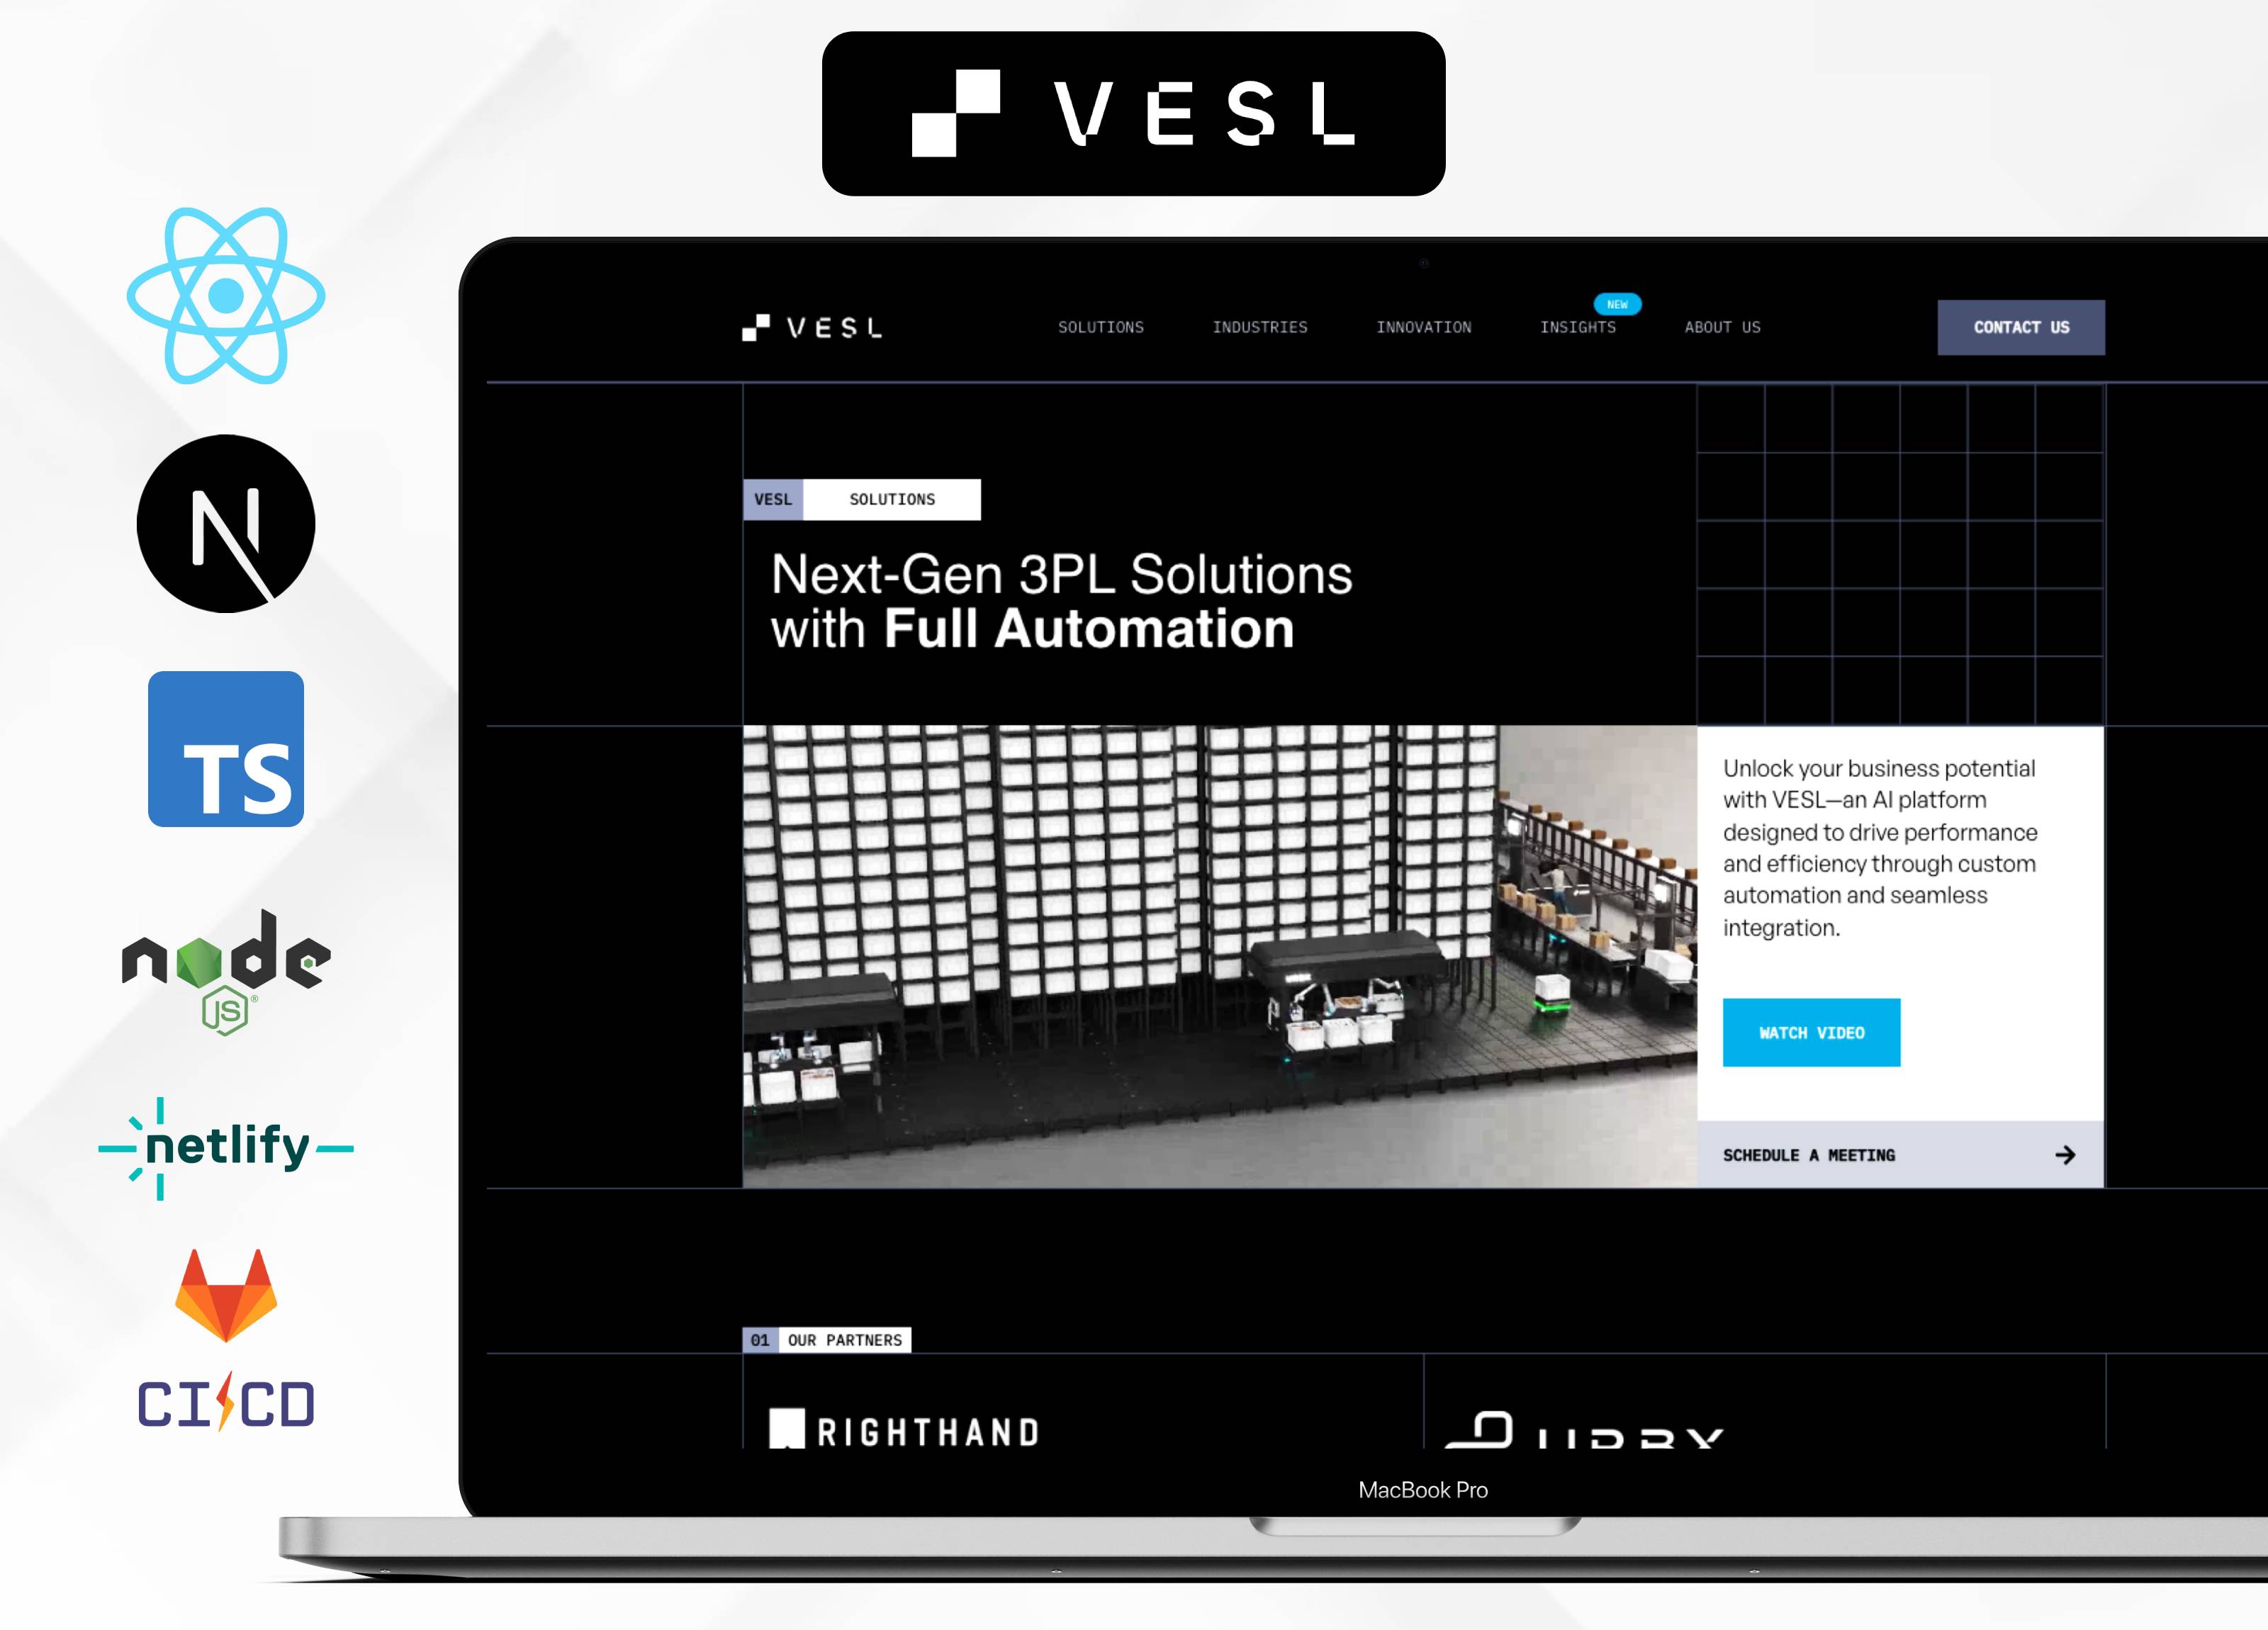 VESL
N
TS
node
JS
netlify
CI CD
VESL
SOLUTIONS
INDUSTRIES
INNOVATION
NEW
INSIGHTS
ABOUT US
CONTACT US
VESL SOLUTIONS
Next-Gen 3PL Solutions
with Full Automation
Unlock your business potential
with VESL—an AI platform
designed to drive performance
and efficiency through custom
automation and seamless
integration.
WATCH VIDEO
SCHEDULE A MEETING
01 OUR PARTNERS
RIGHTHAND
MacBook Pro